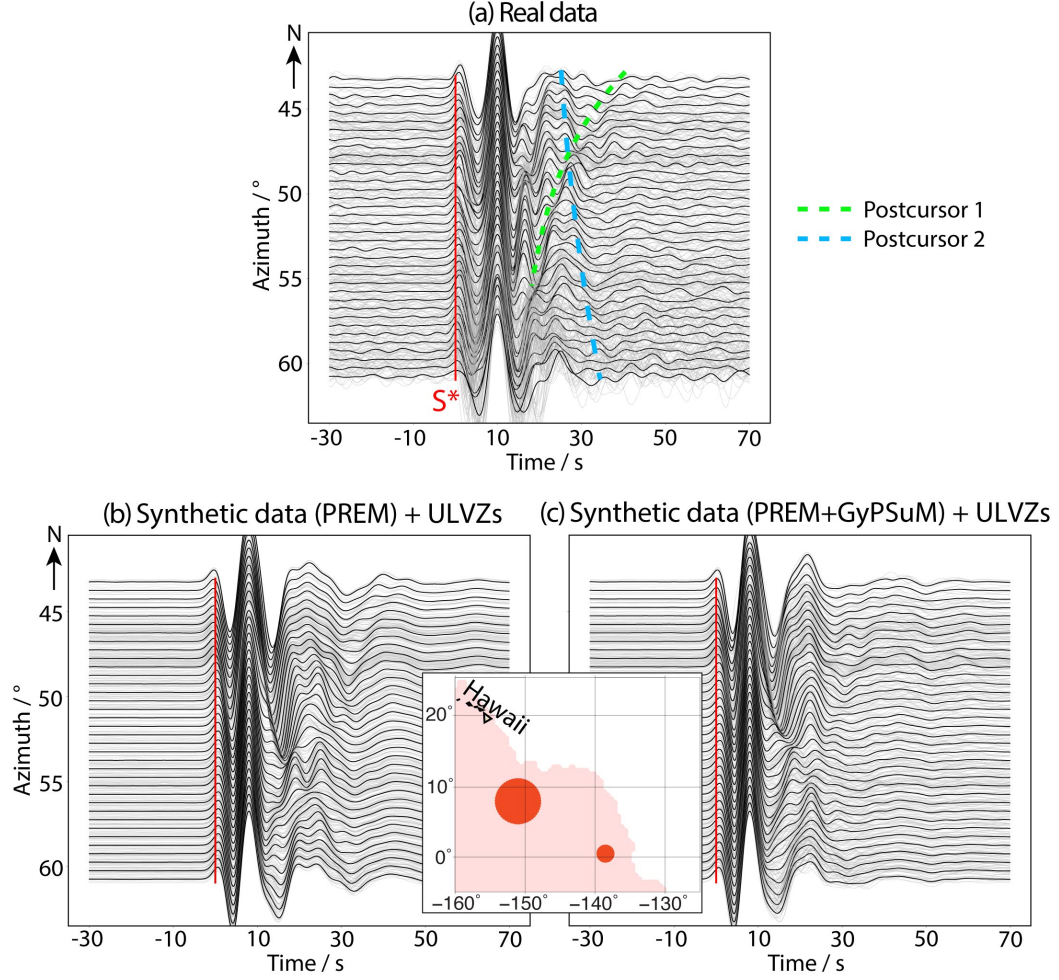 (a) Real data
N
45
50
55
60
Azimuth / °
S*
-30 -10 10 30 50 70
Time / s
Postcursor 1
Postcursor 2
(b) Synthetic data (PREM) + ULVZs
N
45
50
55
60
Azimuth / °
-30 -10 10 30 50 70
Time / s
Hawaii
20°
10°
0°
−160 −150 −140 −130
(c) Synthetic data (PREM+GyPSuM) + ULVZs
-30 -10 10 30 50 70
Time / s